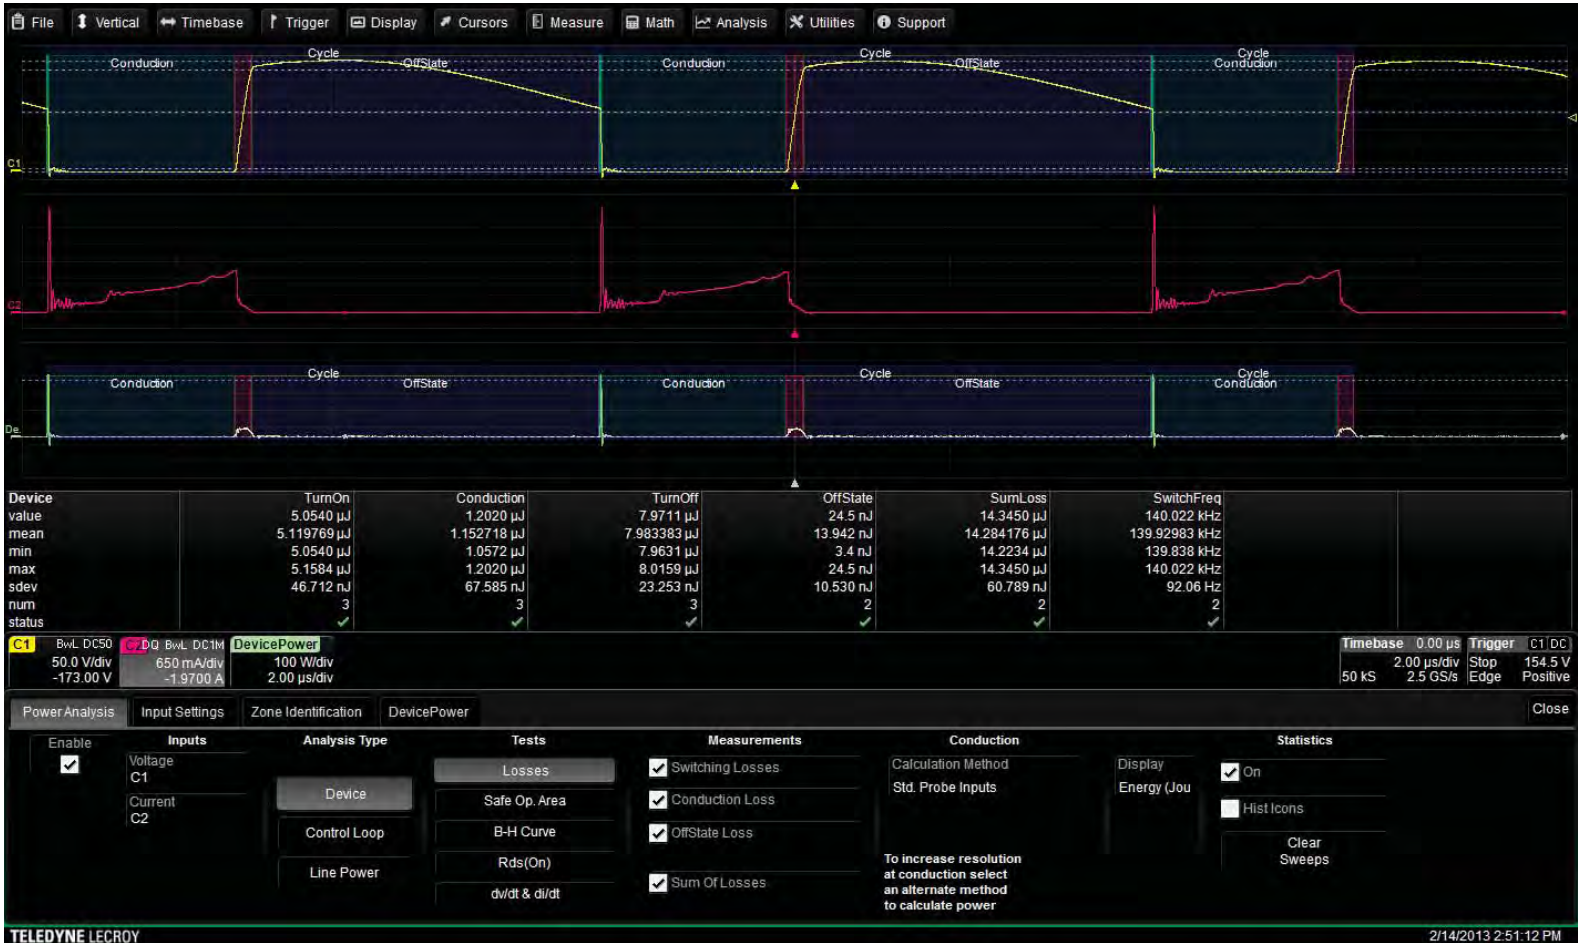 File Vertical Timebase Trigger Display Cursors Measure Math Analysis Utilities Support
Cycle Cycle Cycle
Conduction OffState Conduction OffState Conduction
C1
C2
Cycle Cycle Cycle
Conduction OffState Conduction OffState Conduction
De
Device TurnOn Conduction TurnOff OffState SumLoss SwitchFreq
value 5.0540 µJ 1.2020 µJ 7.9711 µJ 24.5 nJ 14.3450 µJ 140.022 kHz
mean 5.119769 µJ 1.152718 µJ 7.983383 µJ 13.942 nJ 14.284176 µJ 139.92983 kHz
min 5.0540 µJ 1.0572 µJ 7.9631 µJ 3.4 nJ 14.2234 µJ 139.838 kHz
max 5.1584 µJ 1.2020 µJ 8.0159 µJ 24.5 nJ 14.3450 µJ 140.022 kHz
sdev 46.712 nJ 67.585 nJ 23.253 nJ 10.530 nJ 60.789 nJ 92.06 Hz
num 3 3 3 2 2 2
status
C1 BwL DC50 C2 DQ BwL DC1M DevicePower Timebase 0.00 µs Trigger C1 DC
50.0 V/div 650 mA/div 100 W/div 2.00 µs/div Stop 154.5 V
-173.00 V -1.9700 A 2.00 µs/div 50 kS 2.5 GS/s Edge Positive
Power Analysis Input Settings Zone Identification DevicePower Close
Enable Inputs Analysis Type Tests Measurements Conduction Statistics
Voltage
C1
Current
C2
Device
Control Loop
Line Power
Losses
Safe Op. Area
B-H Curve
Rds(On)
dv/dt & di/dt
Switching Losses
Conduction Loss
OffState Loss
Sum Of Losses
Calculation Method
Std. Probe Inputs
To increase resolution
at conduction select
an alternate method
to calculate power
Display
Energy (Jou
On
Hist Icons
Clear
Sweeps
TELEDYNE LECROY 2/14/2013 2:51:12 PM